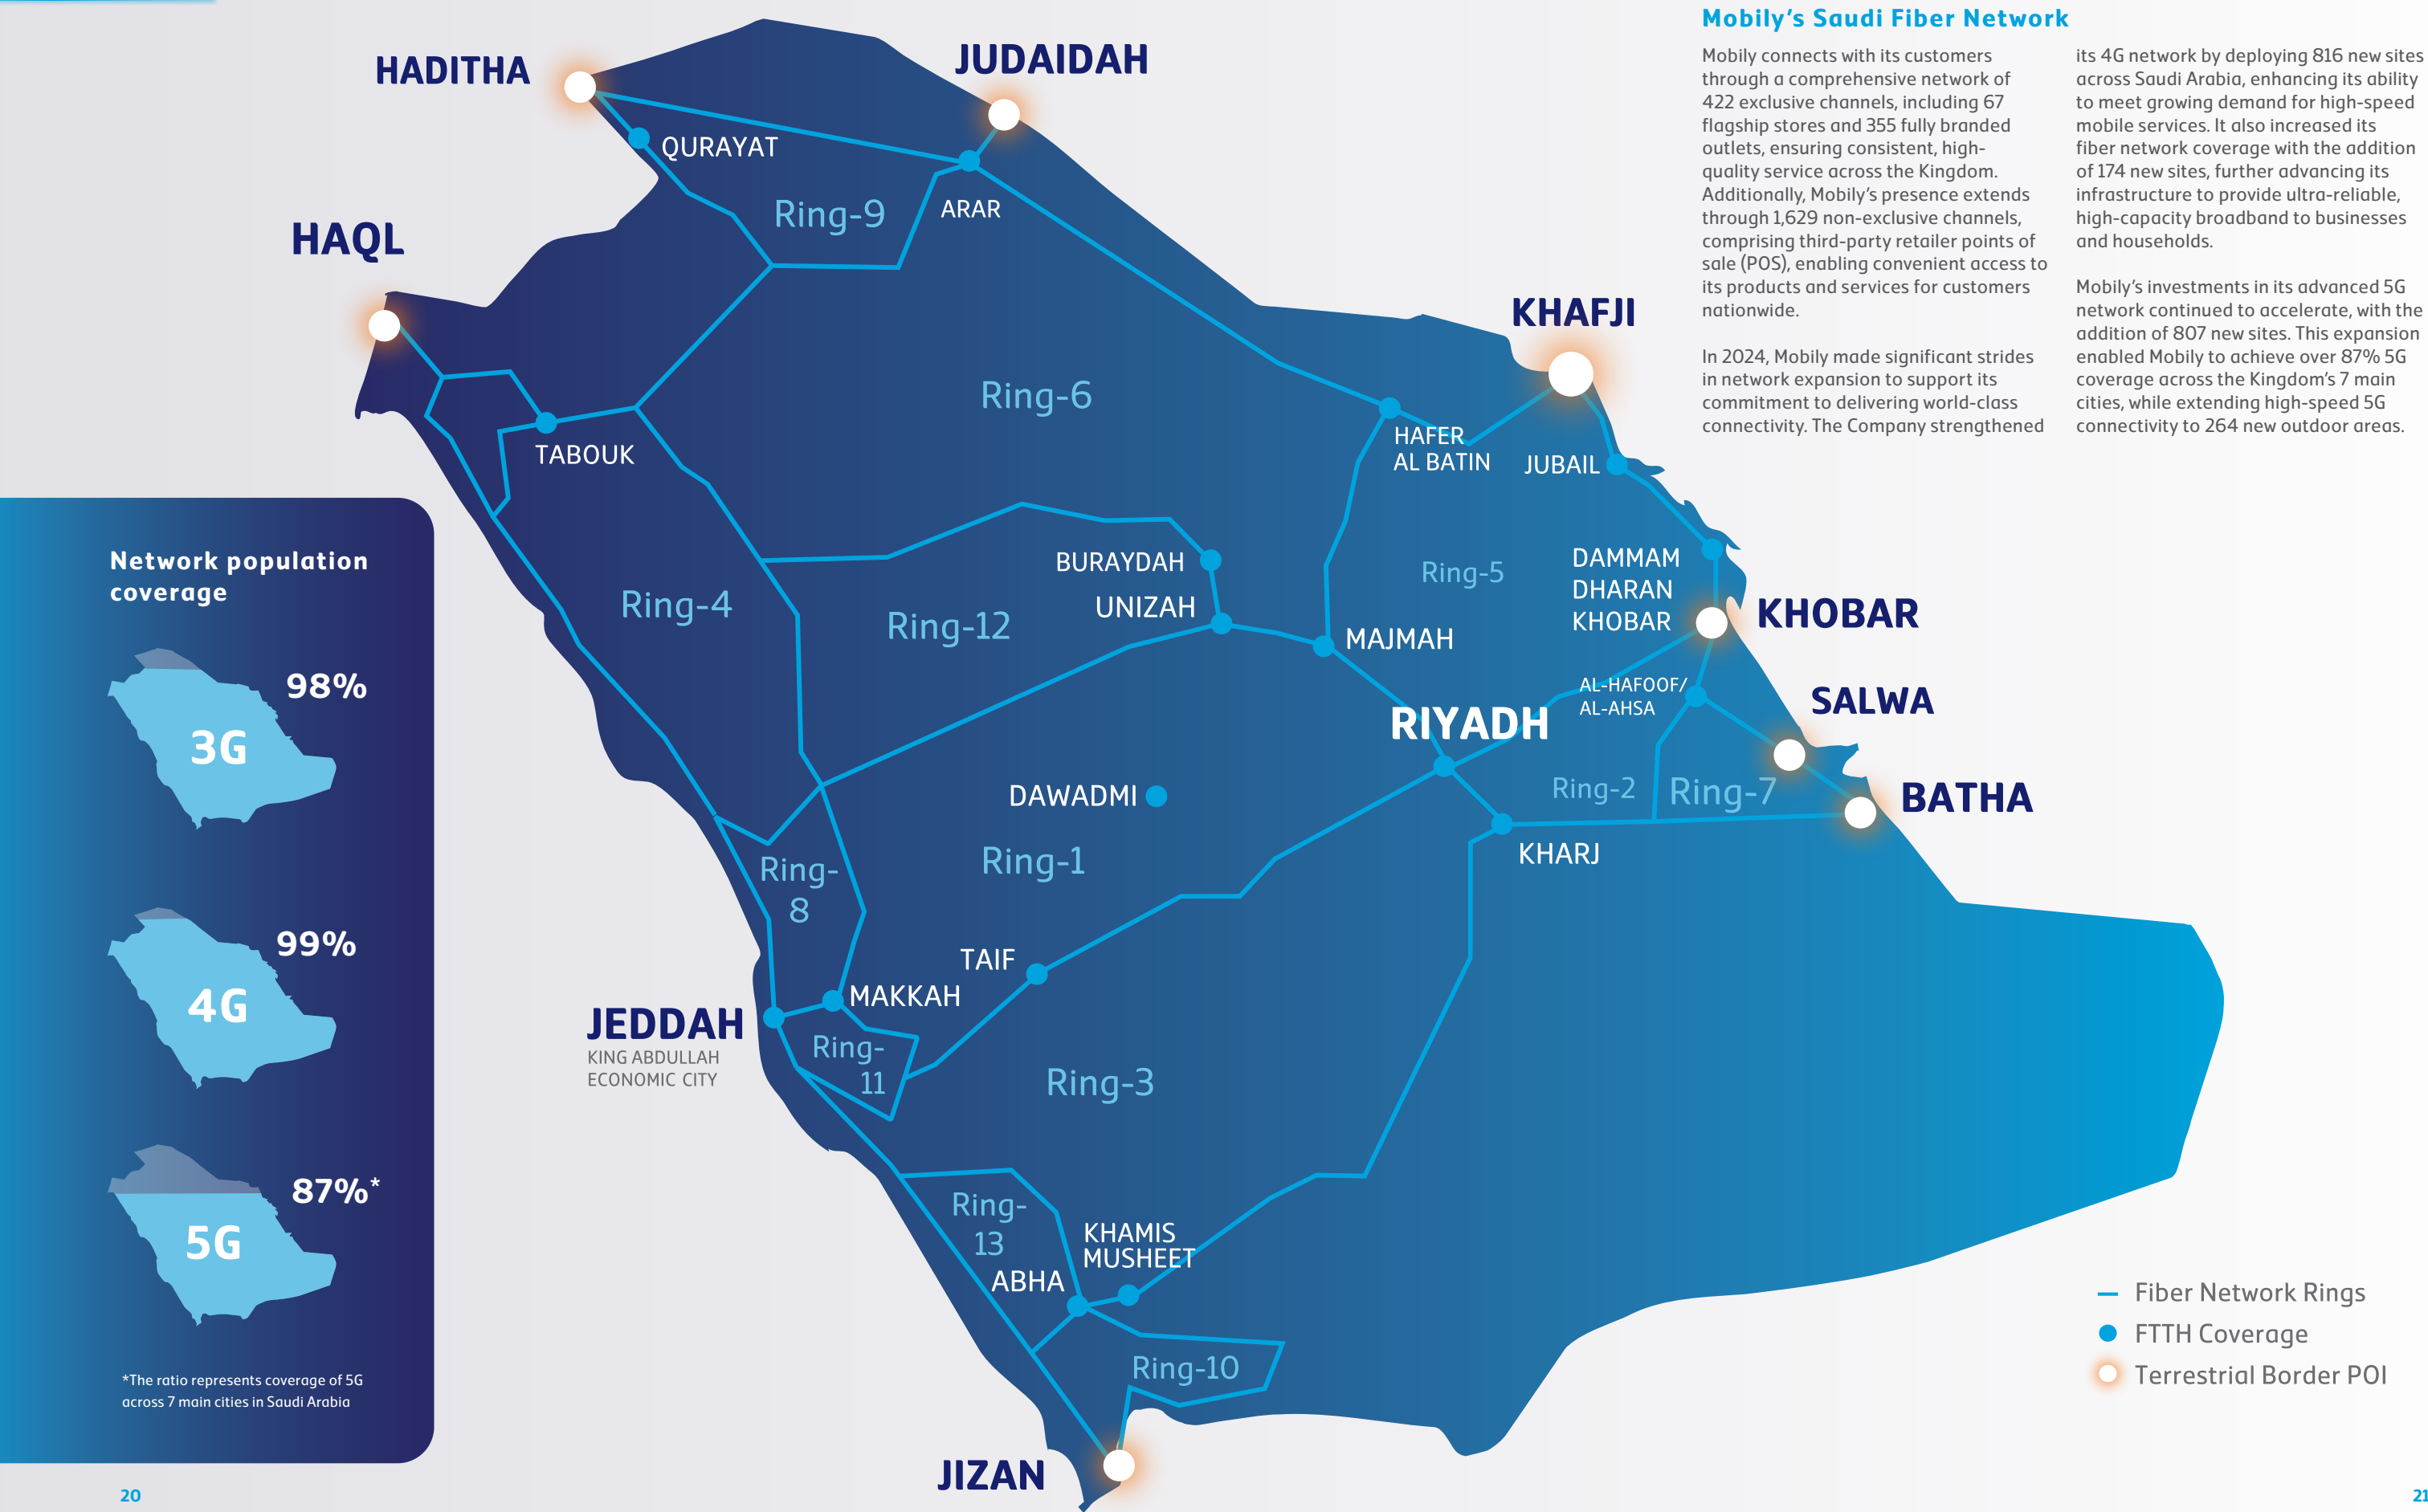 Mobily's Saudi Fiber Network
Mobily connects with its customers
through a comprehensive network of
422 exclusive channels, including 67
flagship stores and 355 fully branded
outlets, ensuring consistent, high-
quality service across the Kingdom.
Additionally, Mobily's presence extends
through 1,629 non-exclusive channels,
comprising third-party retailer points of
sale (POS), enabling convenient access to
its products and services for customers
nationwide.
In 2024, Mobily made significant strides
in network expansion to support its
commitment to delivering world-class
connectivity. The Company strengthened
its 4G network by deploying 816 new sites
across Saudi Arabia, enhancing its ability
to meet growing demand for high-speed
mobile services. It also increased its
fiber network coverage with the addition
of 174 new sites, further advancing its
infrastructure to provide ultra-reliable,
high-capacity broadband to businesses
and households.
Mobily's investments in its advanced 5G
network continued to accelerate, with the
addition of 807 new sites. This expansion
enabled Mobily to achieve over 87% 5G
coverage across the Kingdom's 7 main
cities, while extending high-speed 5G
connectivity to 264 new outdoor areas.
HADITHA
JUDAIDAH
QURAYAT
Ring-9
ARAR
HAQL
KHAFJI
Ring-6
TABOUK
HAFER
AL BATIN
JUBAIL
BURAYDAH
Ring-5
DAMMAM
DHARAN
KHOBAR
KHOBAR
Ring-4
Ring-12
UNIZAH
MAJMAH
AL-HAFOOF/
AL-AHSA
SALWA
RIYADH
DAWADMI
Ring-2
Ring-7
BATHA
Ring-1
KHARJ
Ring-
8
TAIF
MAKKAH
JEDDAH
KING ABDULLAH
ECONOMIC CITY
Ring-
11
Ring-3
Ring-
13
KHAMIS
MUSHEET
ABHA
Ring-10
JIZAN
Network population
coverage
98%
3G
99%
4G
87%*
5G
*The ratio represents coverage of 5G
across 7 main cities in Saudi Arabia
Fiber Network Rings
FTTH Coverage
Terrestrial Border POI
20
21